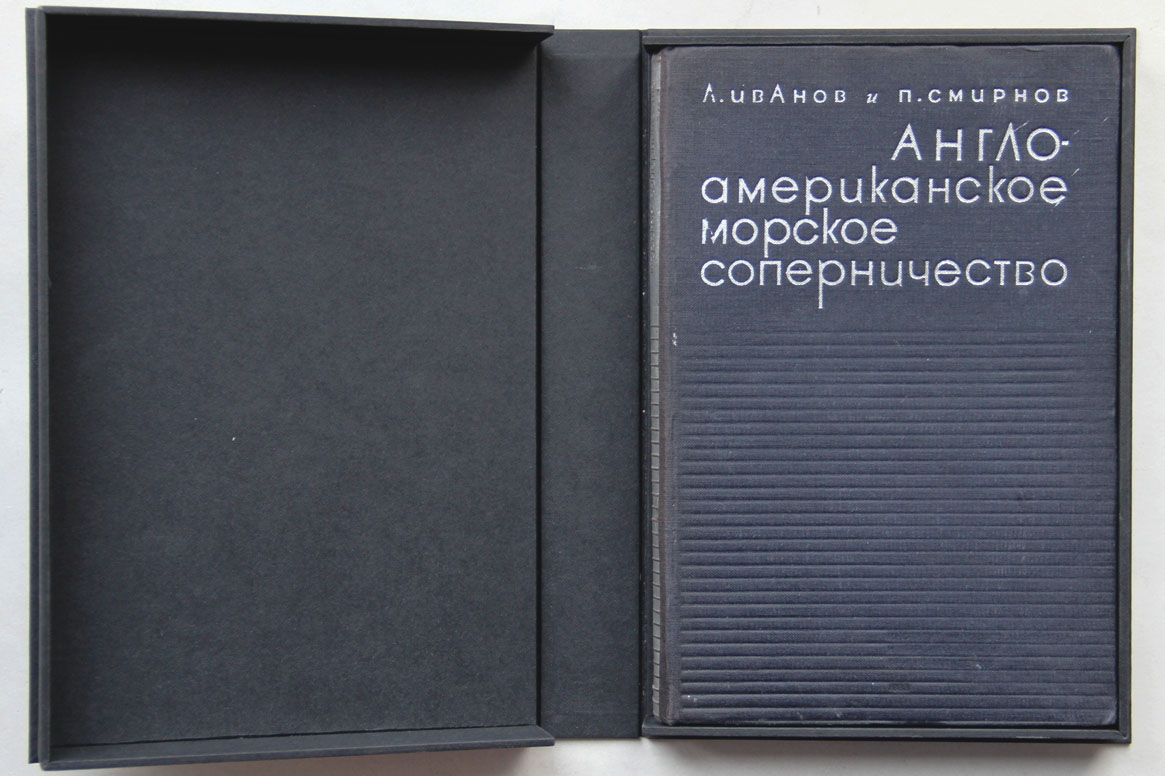 Л. ИВАНОВ и П. СМИРНОВ
АНГЛО-
американское
морское
соперничество